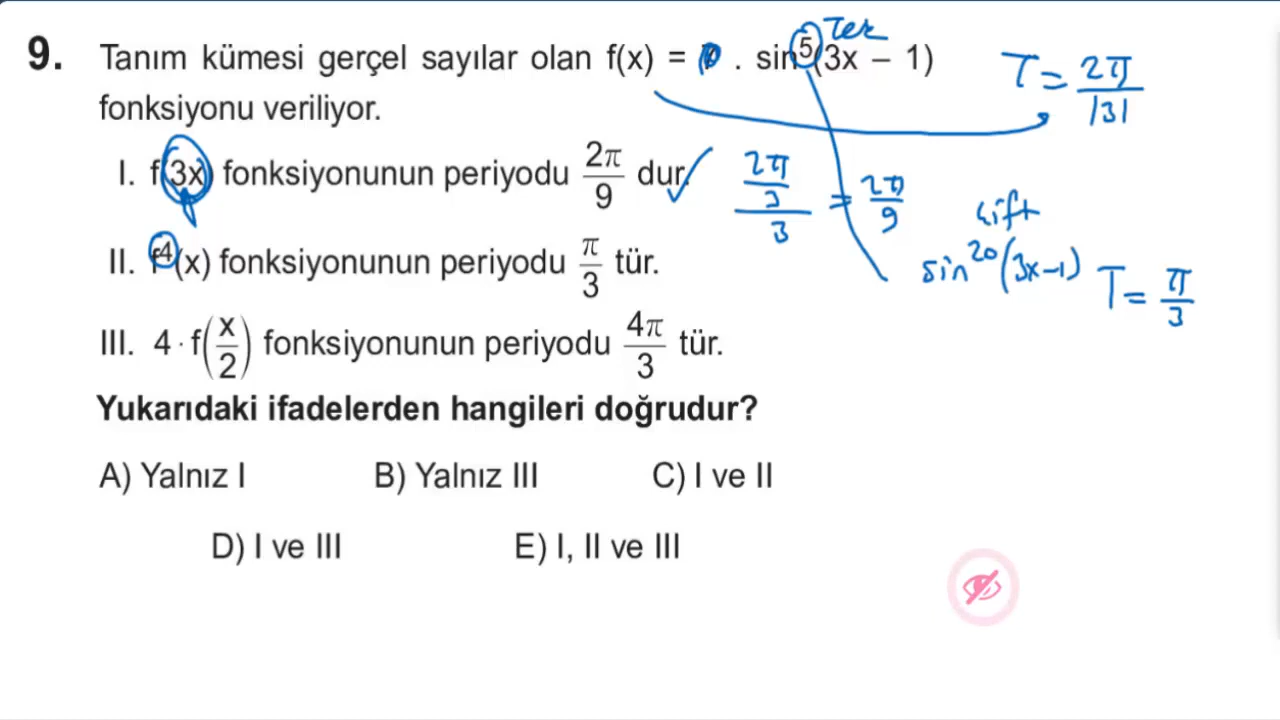 9. Tanım kümesi gerçel sayılar olan f(x) = . sin⁵(3x – 1)
Tek
T = 2π/|3|
fonksiyonu veriliyor.
I. f(3x) fonksiyonunun periyodu 2π/9 dur. ✓
(2π/3)/3 = 2π/9
çift
II. f⁴(x) fonksiyonunun periyodu π/3 tür.
sin²⁰(3x-1) T = π/3
III. 4 · f(x/2) fonksiyonunun periyodu 4π/3 tür.
Yukarıdaki ifadelerden hangileri doğrudur?
A) Yalnız I B) Yalnız III C) I ve II
D) I ve III E) I, II ve III